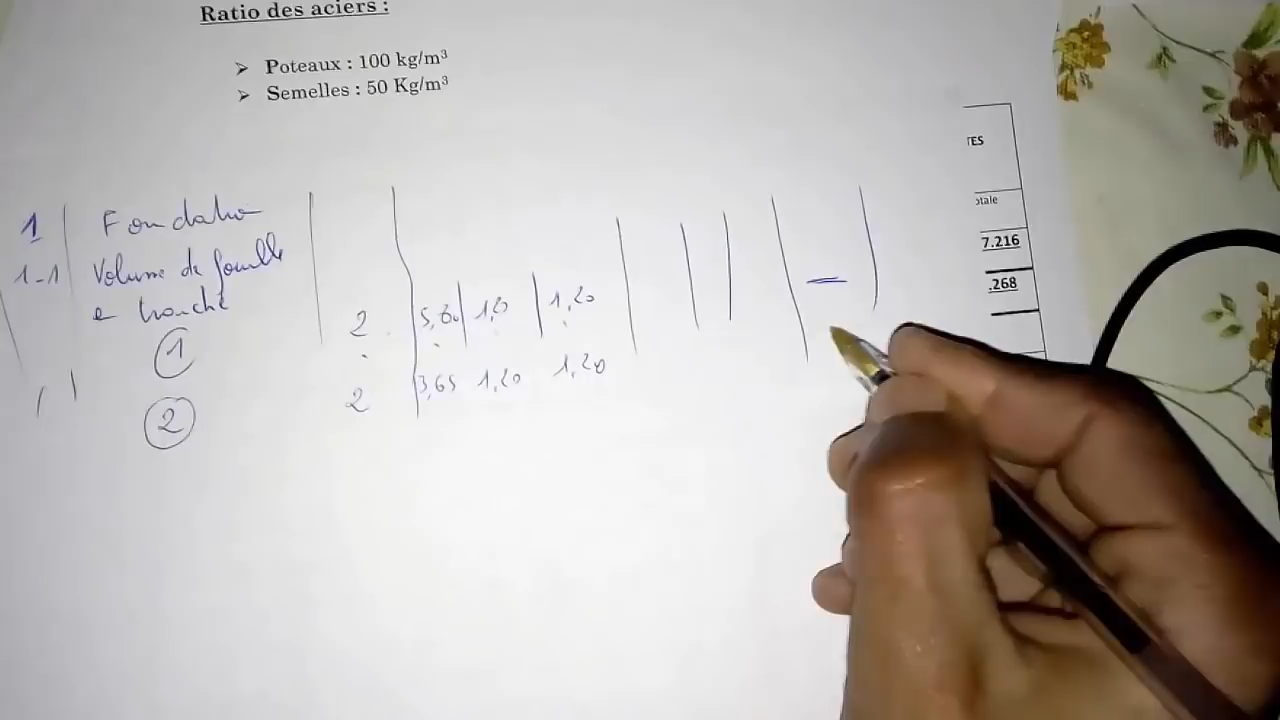 Ratio des aciers :
➢ Poteaux : 100 kg/m³
➢ Semelles : 50 Kg/m³
TES
otale
7.216
.268
1 Fondation
1-1 Volume de fouille
e tranché
① 2 5,80 1,20 1,20
② 2 3,65 1,20 1,20